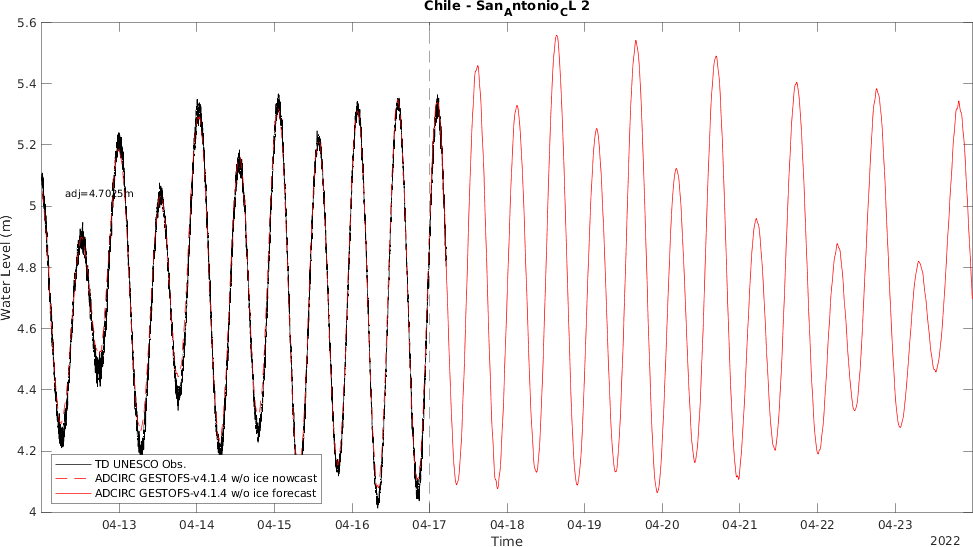 Chile - San_Antonio_CL 2
5.6
5.4
5.2
5
4.8
4.6
4.4
4.2
4
Water Level (m)
adj=4.7025m
TD UNESCO Obs.
ADCIRC GESTOFS-v4.1.4 w/o ice nowcast
ADCIRC GESTOFS-v4.1.4 w/o ice forecast
04-13 04-14 04-15 04-16 04-17 04-18 04-19 04-20 04-21 04-22 04-23
Time
2022